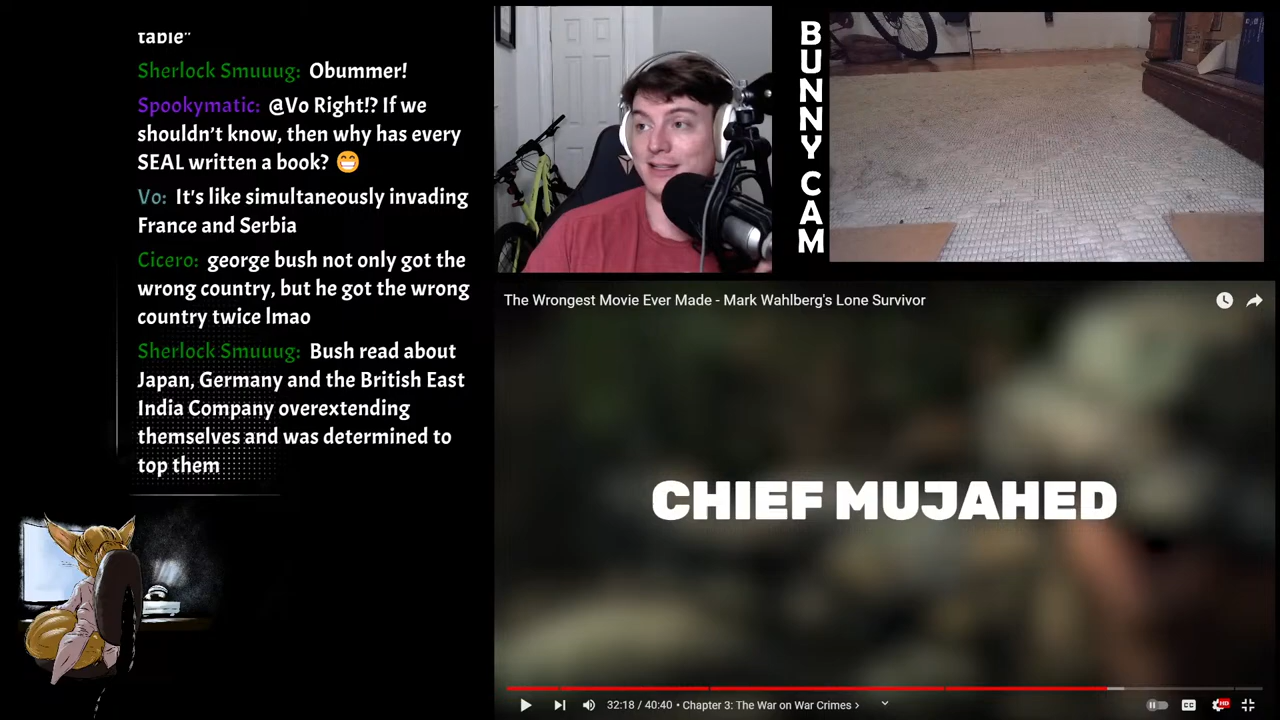 table"
Sherlock Smuuug: Obummer!
Spookymatic: @Vo Right!? If we
shouldn't know, then why has every
SEAL written a book? 😁
Vo: It's like simultaneously invading
France and Serbia
Cicero: george bush not only got the
wrong country, but he got the wrong
country twice lmao
Sherlock Smuuug: Bush read about
Japan, Germany and the British East
India Company overextending
themselves and was determined to
top them
BUNNY CAM
The Wrongest Movie Ever Made - Mark Wahlberg's Lone Survivor
CHIEF MUJAHED
32:18 / 40:40 • Chapter 3: The War on War Crimes >
CC
HD